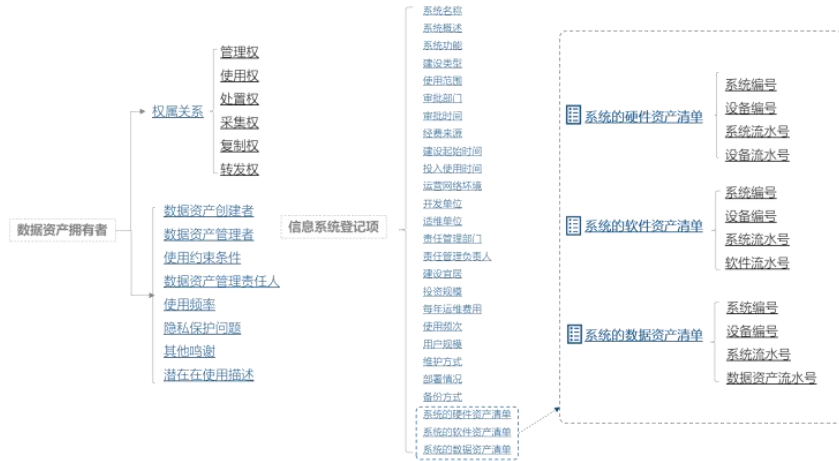 数据资产拥有者
权属关系
管理权
使用权
处置权
采集权
复制权
转发权
数据资产创建者
数据资产管理者
使用约束条件
数据资产管理责任人
使用频率
隐私保护问题
其他鸣谢
潜在在使用描述
信息系统登记项
系统名称
系统概述
系统功能
建设类型
使用范围
审批部门
审批时间
经费来源
建设起始时间
投入使用时间
运营网络环境
开发单位
运维单位
责任管理部门
责任管理负责人
建设宜居
投资规模
每年运维费用
使用频次
用户规模
维护方式
部署情况
备份方式
系统的硬件资产清单
系统的软件资产清单
系统的数据资产清单
系统的硬件资产清单
系统编号
设备编号
系统流水号
设备流水号
系统的软件资产清单
系统编号
设备编号
系统流水号
软件流水号
系统的数据资产清单
系统编号
设备编号
系统流水号
数据资产流水号